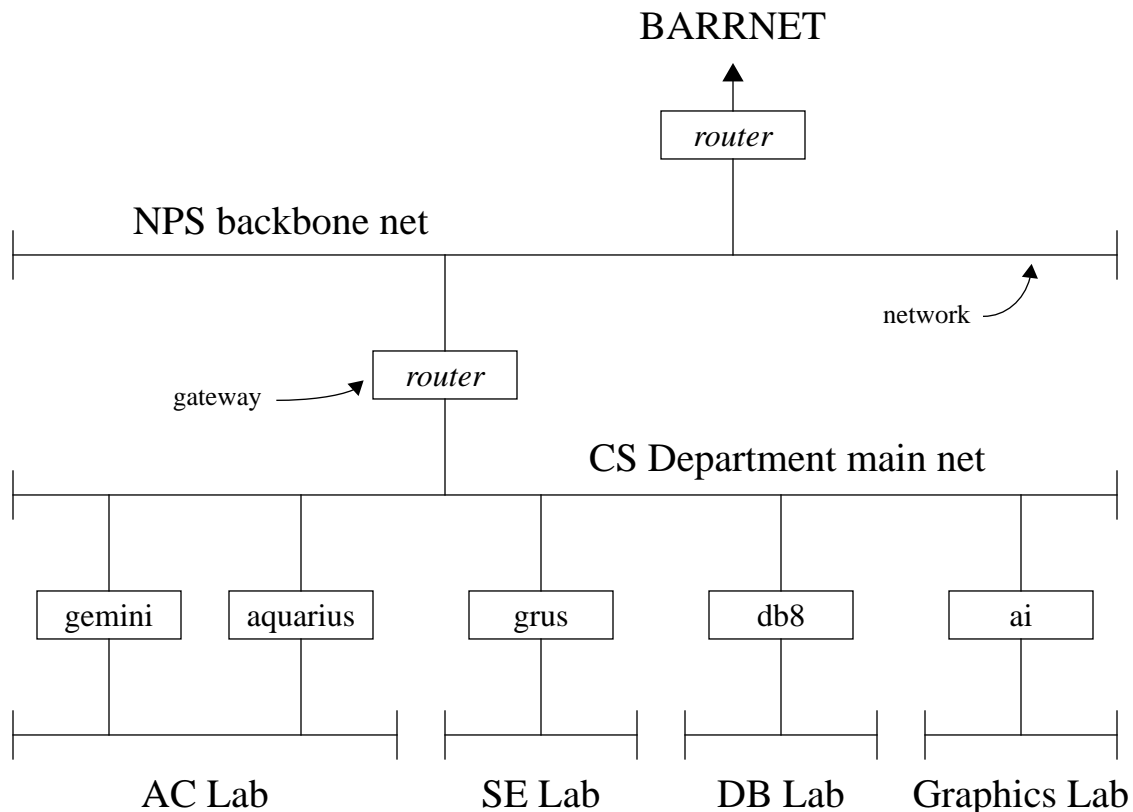 BARRNET
router
NPS backbone net
network
router
gateway
CS Department main net
gemini
aquarius
grus
db8
ai
AC Lab
SE Lab
DB Lab
Graphics Lab